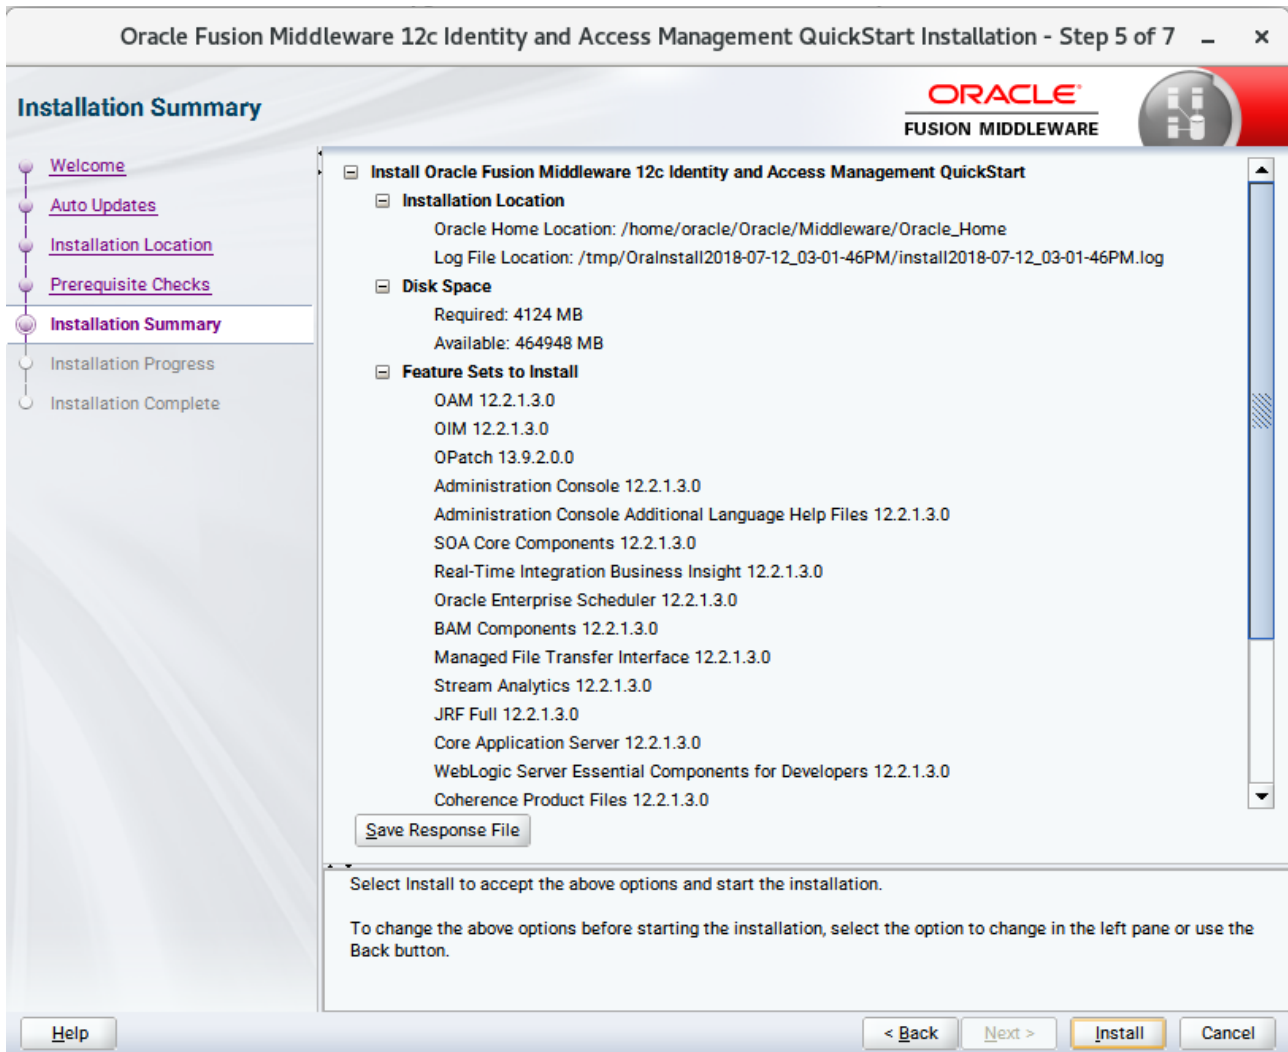 Oracle Fusion Middleware 12c Identity and Access Management QuickStart Installation - Step 5 of 7
Installation Summary
ORACLE
FUSION MIDDLEWARE
Welcome
Auto Updates
Installation Location
Prerequisite Checks
Installation Summary
Installation Progress
Installation Complete
Install Oracle Fusion Middleware 12c Identity and Access Management QuickStart
Installation Location
Oracle Home Location: /home/oracle/Oracle/Middleware/Oracle_Home
Log File Location: /tmp/OraInstall2018-07-12_03-01-46PM/install2018-07-12_03-01-46PM.log
Disk Space
Required: 4124 MB
Available: 464948 MB
Feature Sets to Install
OAM 12.2.1.3.0
OIM 12.2.1.3.0
OPatch 13.9.2.0.0
Administration Console 12.2.1.3.0
Administration Console Additional Language Help Files 12.2.1.3.0
SOA Core Components 12.2.1.3.0
Real-Time Integration Business Insight 12.2.1.3.0
Oracle Enterprise Scheduler 12.2.1.3.0
BAM Components 12.2.1.3.0
Managed File Transfer Interface 12.2.1.3.0
Stream Analytics 12.2.1.3.0
JRF Full 12.2.1.3.0
Core Application Server 12.2.1.3.0
WebLogic Server Essential Components for Developers 12.2.1.3.0
Coherence Product Files 12.2.1.3.0
Save Response File
Select Install to accept the above options and start the installation.
To change the above options before starting the installation, select the option to change in the left pane or use the
Back button.
Help
< Back
Next >
Install
Cancel